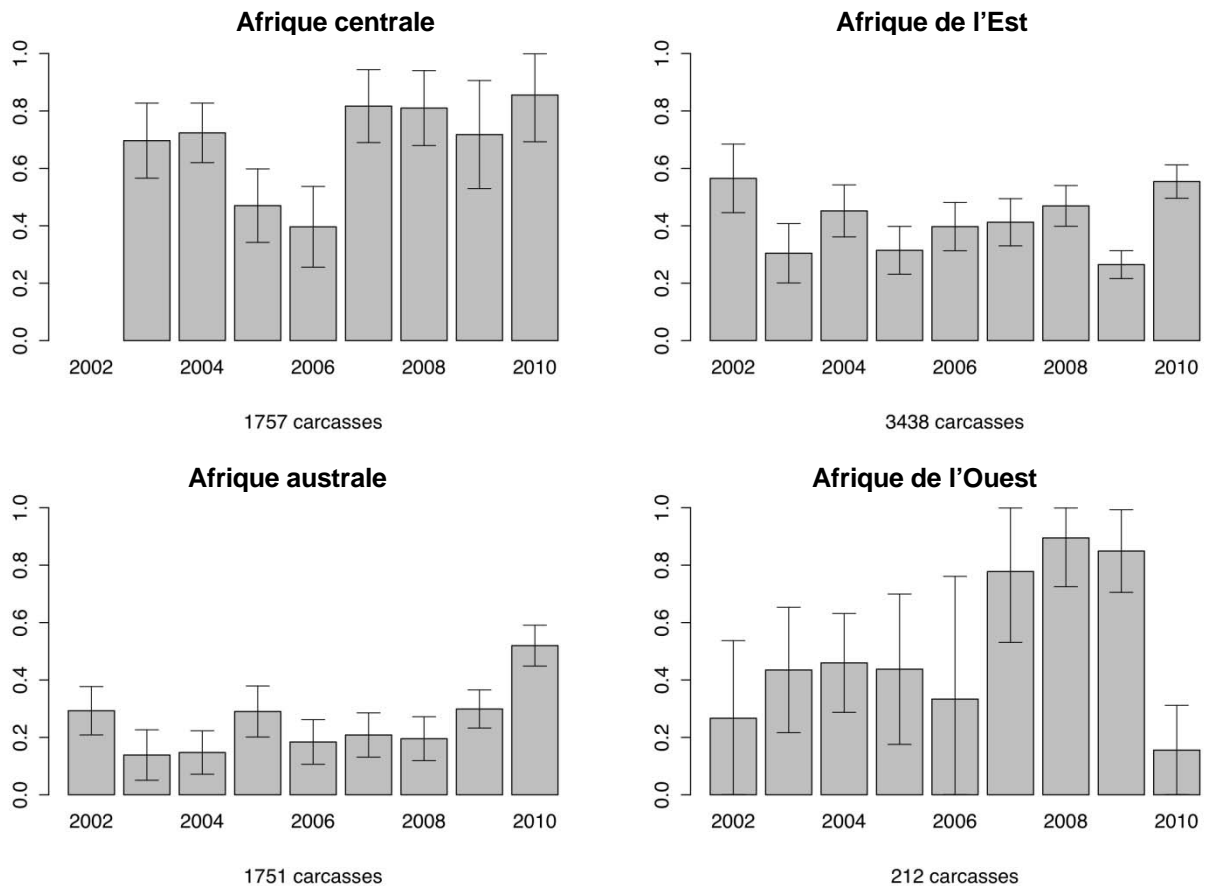 Afrique centrale
1.0
0.8
0.6
0.4
0.2
0.0
2002 2004 2006 2008 2010
1757 carcasses
Afrique de l'Est
1.0
0.8
0.6
0.4
0.2
0.0
2002 2004 2006 2008 2010
3438 carcasses
Afrique australe
1.0
0.8
0.6
0.4
0.2
0.0
2002 2004 2006 2008 2010
1751 carcasses
Afrique de l'Ouest
1.0
0.8
0.6
0.4
0.2
0.0
2002 2004 2006 2008 2010
212 carcasses